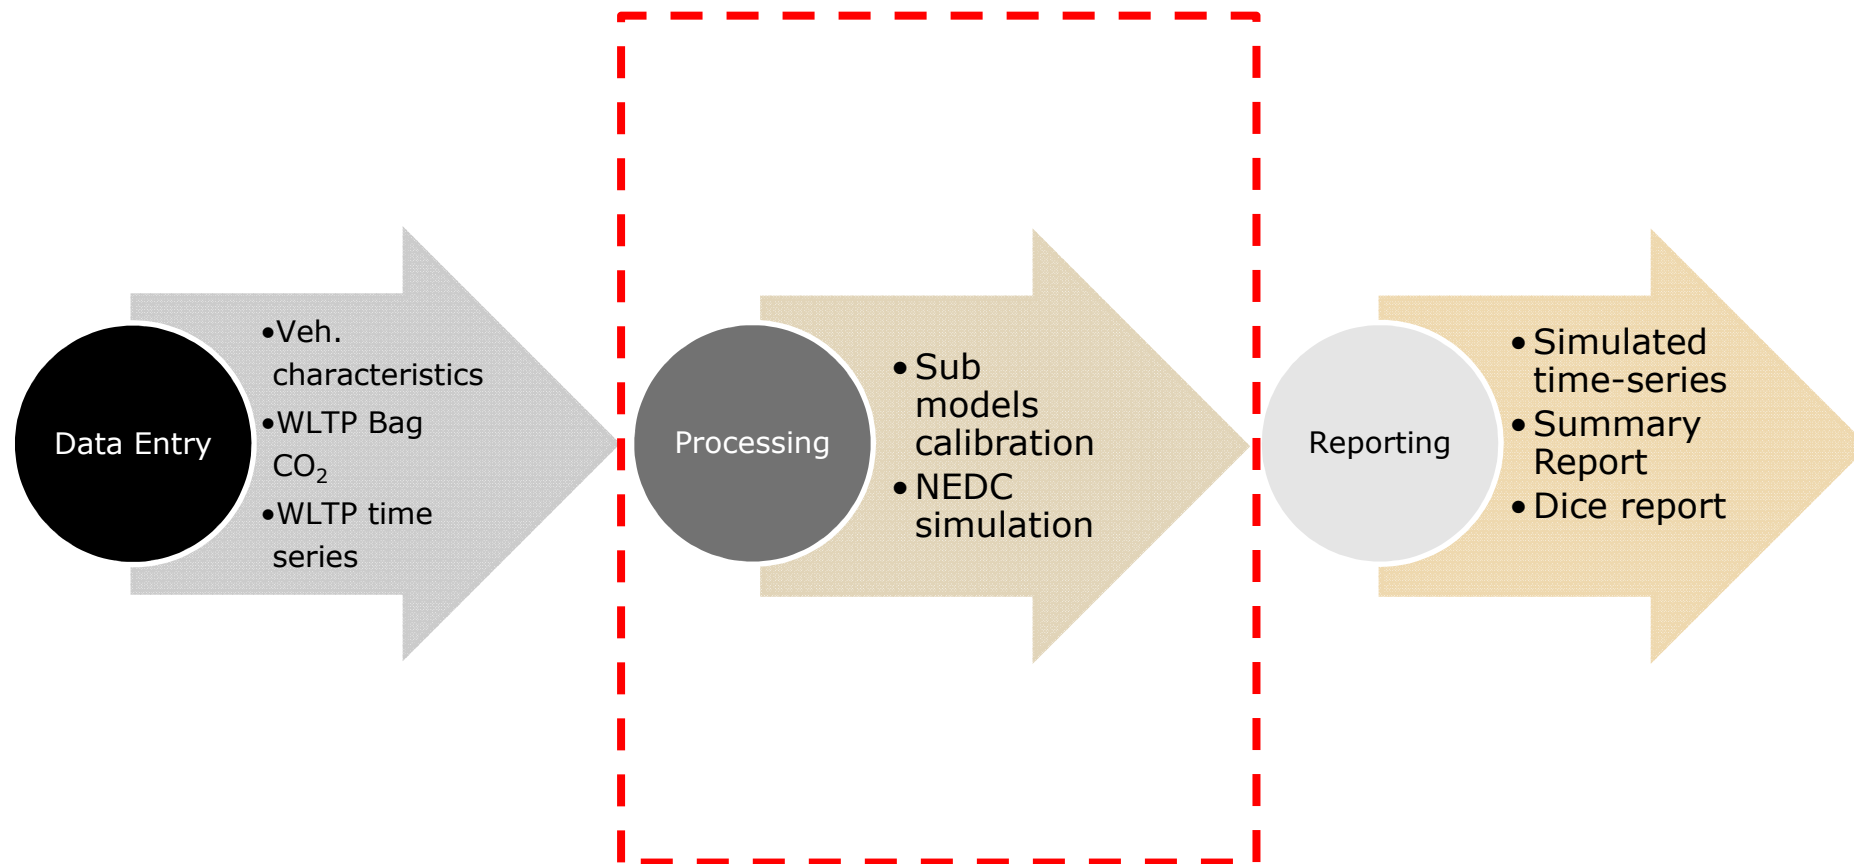 Data Entry
•Veh.
characteristics
•WLTP Bag
CO₂
•WLTP time
series
Processing
•Sub
models
calibration
•NEDC
simulation
Reporting
•Simulated
time-series
•Summary
Report
•Dice report